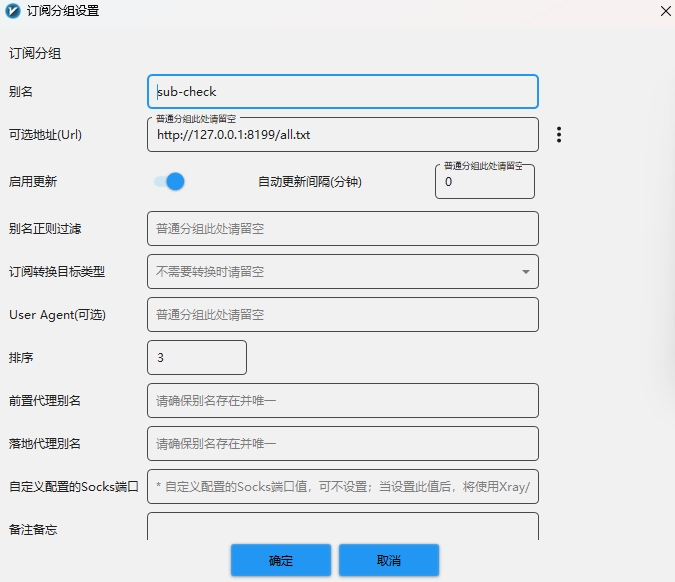 订阅分组设置
订阅分组
别名
sub-check
普通分组此处请留空
可选地址(Url)
http://127.0.0.1:8199/all.txt
启用更新
自动更新间隔(分钟)
普通分组此处请留空
0
别名正则过滤
普通分组此处请留空
订阅转换目标类型
不需要转换时请留空
User Agent(可选)
普通分组此处请留空
排序
3
前置代理别名
请确保别名存在并唯一
落地代理别名
请确保别名存在并唯一
自定义配置的Socks端口
* 自定义配置的Socks端口值，可不设置；当设置此值后，将使用Xray/
备注备忘
确定
取消